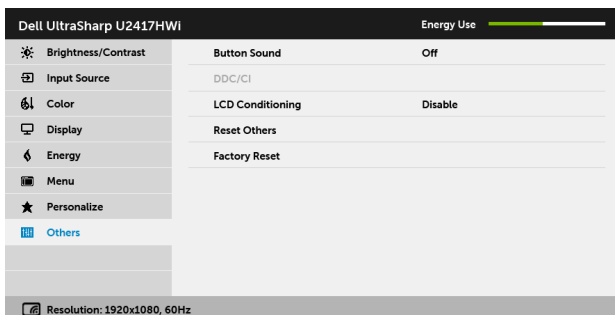 Dell UltraSharp U2417HWi
Energy Use
Brightness/Contrast
Button Sound Off
Input Source
DDC/CI
Color
LCD Conditioning Disable
Display
Reset Others
Energy
Factory Reset
Menu
Personalize
Others
Resolution: 1920x1080, 60Hz